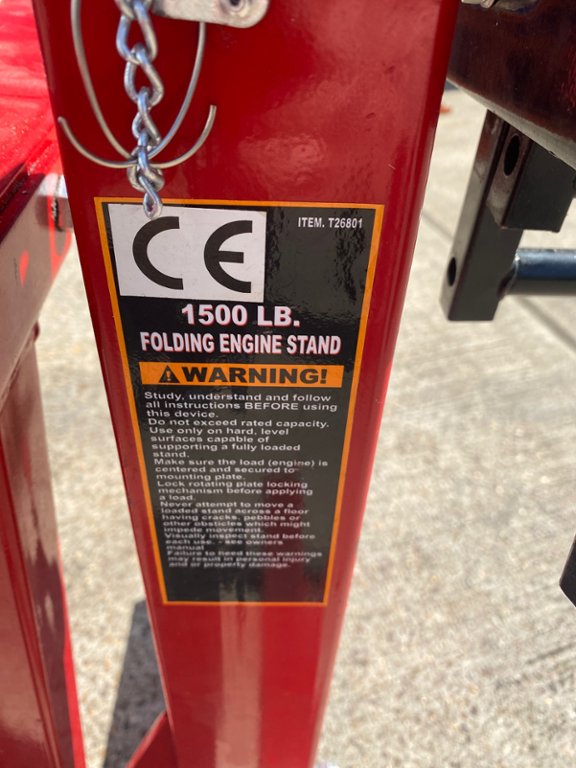 CE
ITEM. T26801
1500 LB.
FOLDING ENGINE STAND
WARNING!
Study, understand and follow
all instructions BEFORE using
this device.
Do not exceed rated capacity.
Use only on hard, level
surfaces capable of
supporting a fully loaded
stand.
Make sure the load (engine) is
centered and secured to
mounting plate.
Lock rotating plate locking
mechanism before applying
a load.
Never attempt to move a
loaded stand across a floor
having cracks, pebbles or
other obsticles which might
impede movement.
Visually inspect stand before
each use. - see owners
manual
Failure to heed these warnings
may result in personal injury
and or property damage.